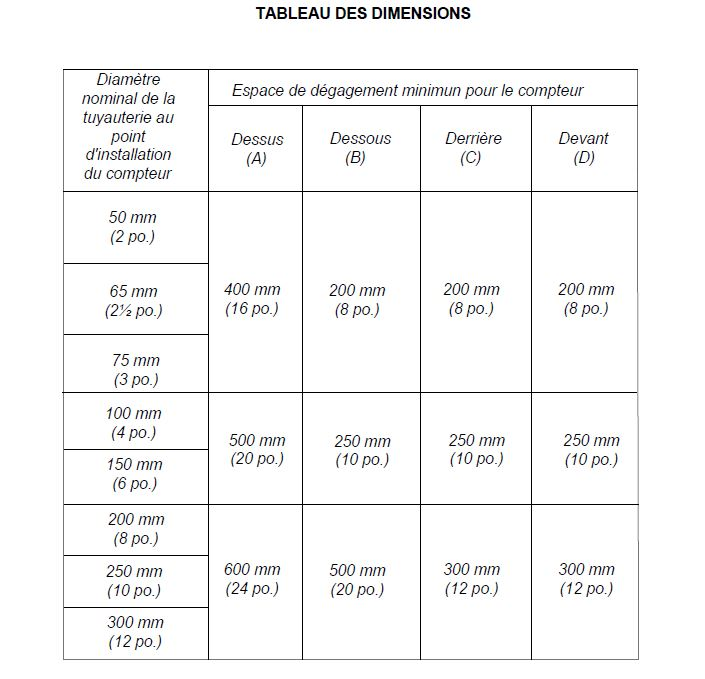 TABLEAU DES DIMENSIONS
Diamètre
nominal de la
tuyauterie au
point
d'installation
du compteur
Espace de dégagement minimun pour le compteur
Dessus
(A)
Dessous
(B)
Derrière
(C)
Devant
(D)
50 mm
(2 po.)
65 mm
(2½ po.)
75 mm
(3 po.)
400 mm
(16 po.)
200 mm
(8 po.)
200 mm
(8 po.)
200 mm
(8 po.)
100 mm
(4 po.)
150 mm
(6 po.)
500 mm
(20 po.)
250 mm
(10 po.)
250 mm
(10 po.)
250 mm
(10 po.)
200 mm
(8 po.)
250 mm
(10 po.)
300 mm
(12 po.)
600 mm
(24 po.)
500 mm
(20 po.)
300 mm
(12 po.)
300 mm
(12 po.)